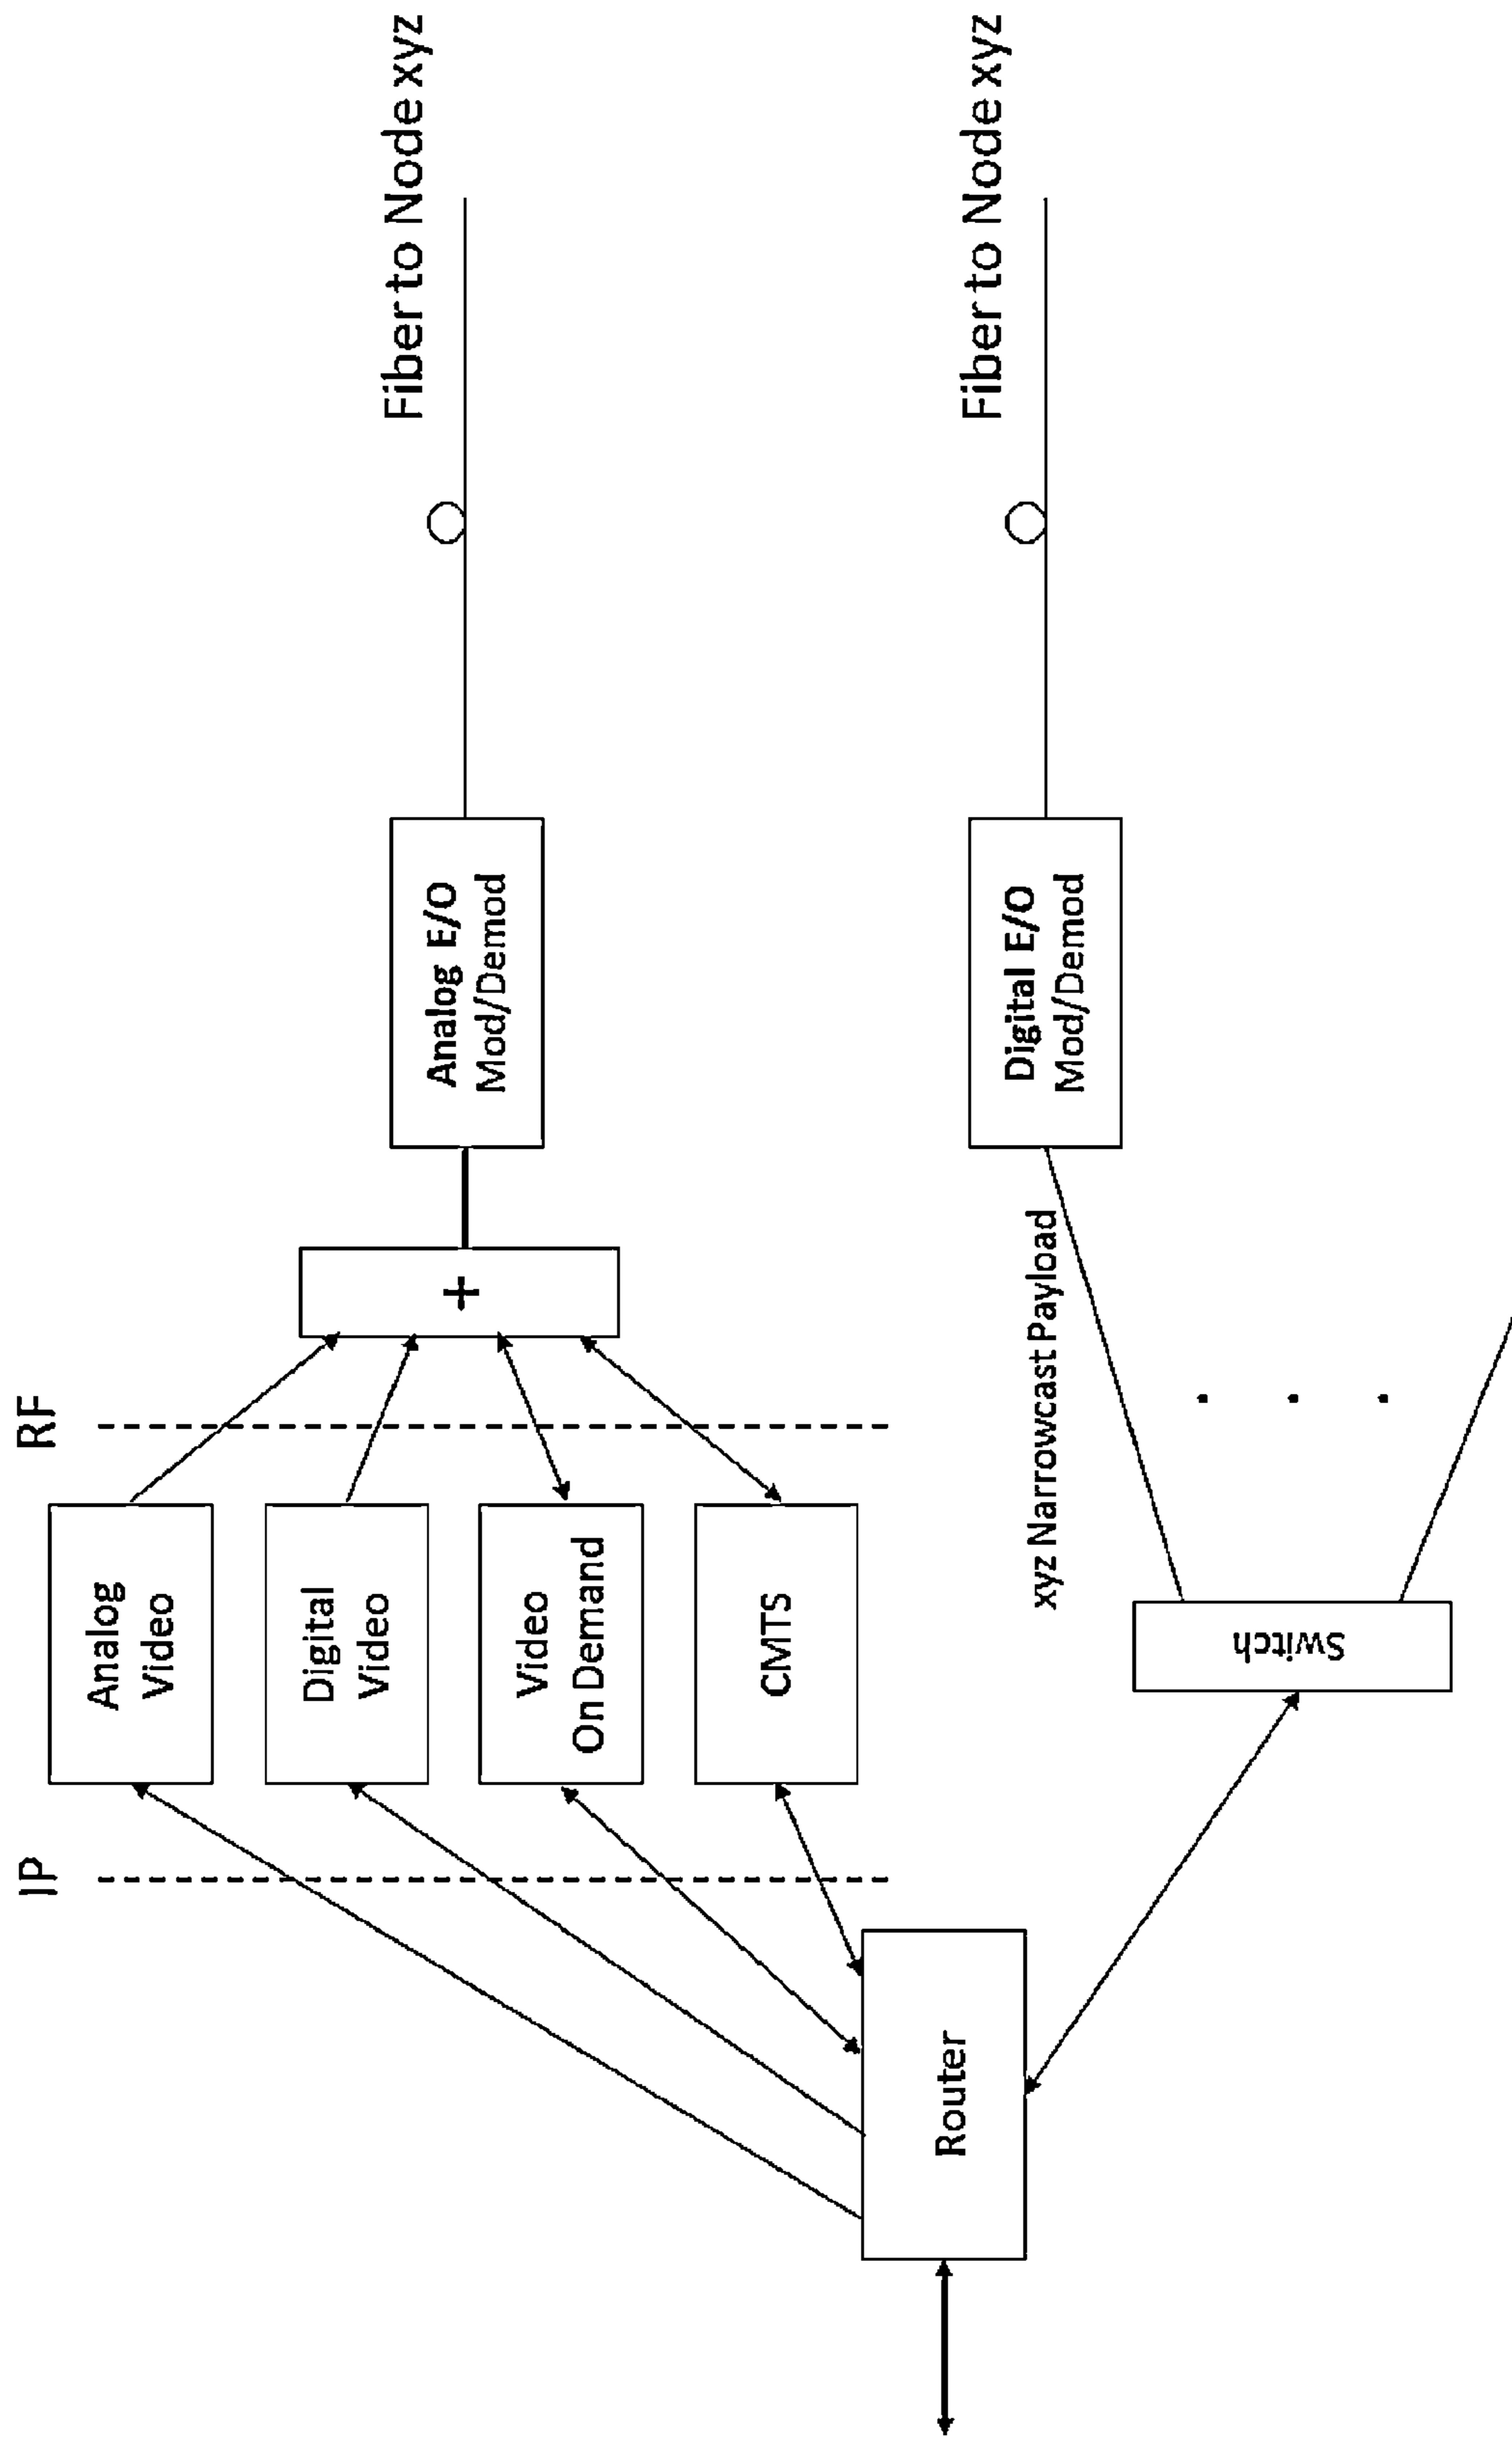 IP
RF
Analog
Video
Digital
Video
Video
On Demand
CMTS
+
Analog E/O
Mod/Demod
Fiber to Node xyz
Router
Switch
xyz Narrowcast Payload
Digital E/O
Mod/Demod
Fiber to Node xyz